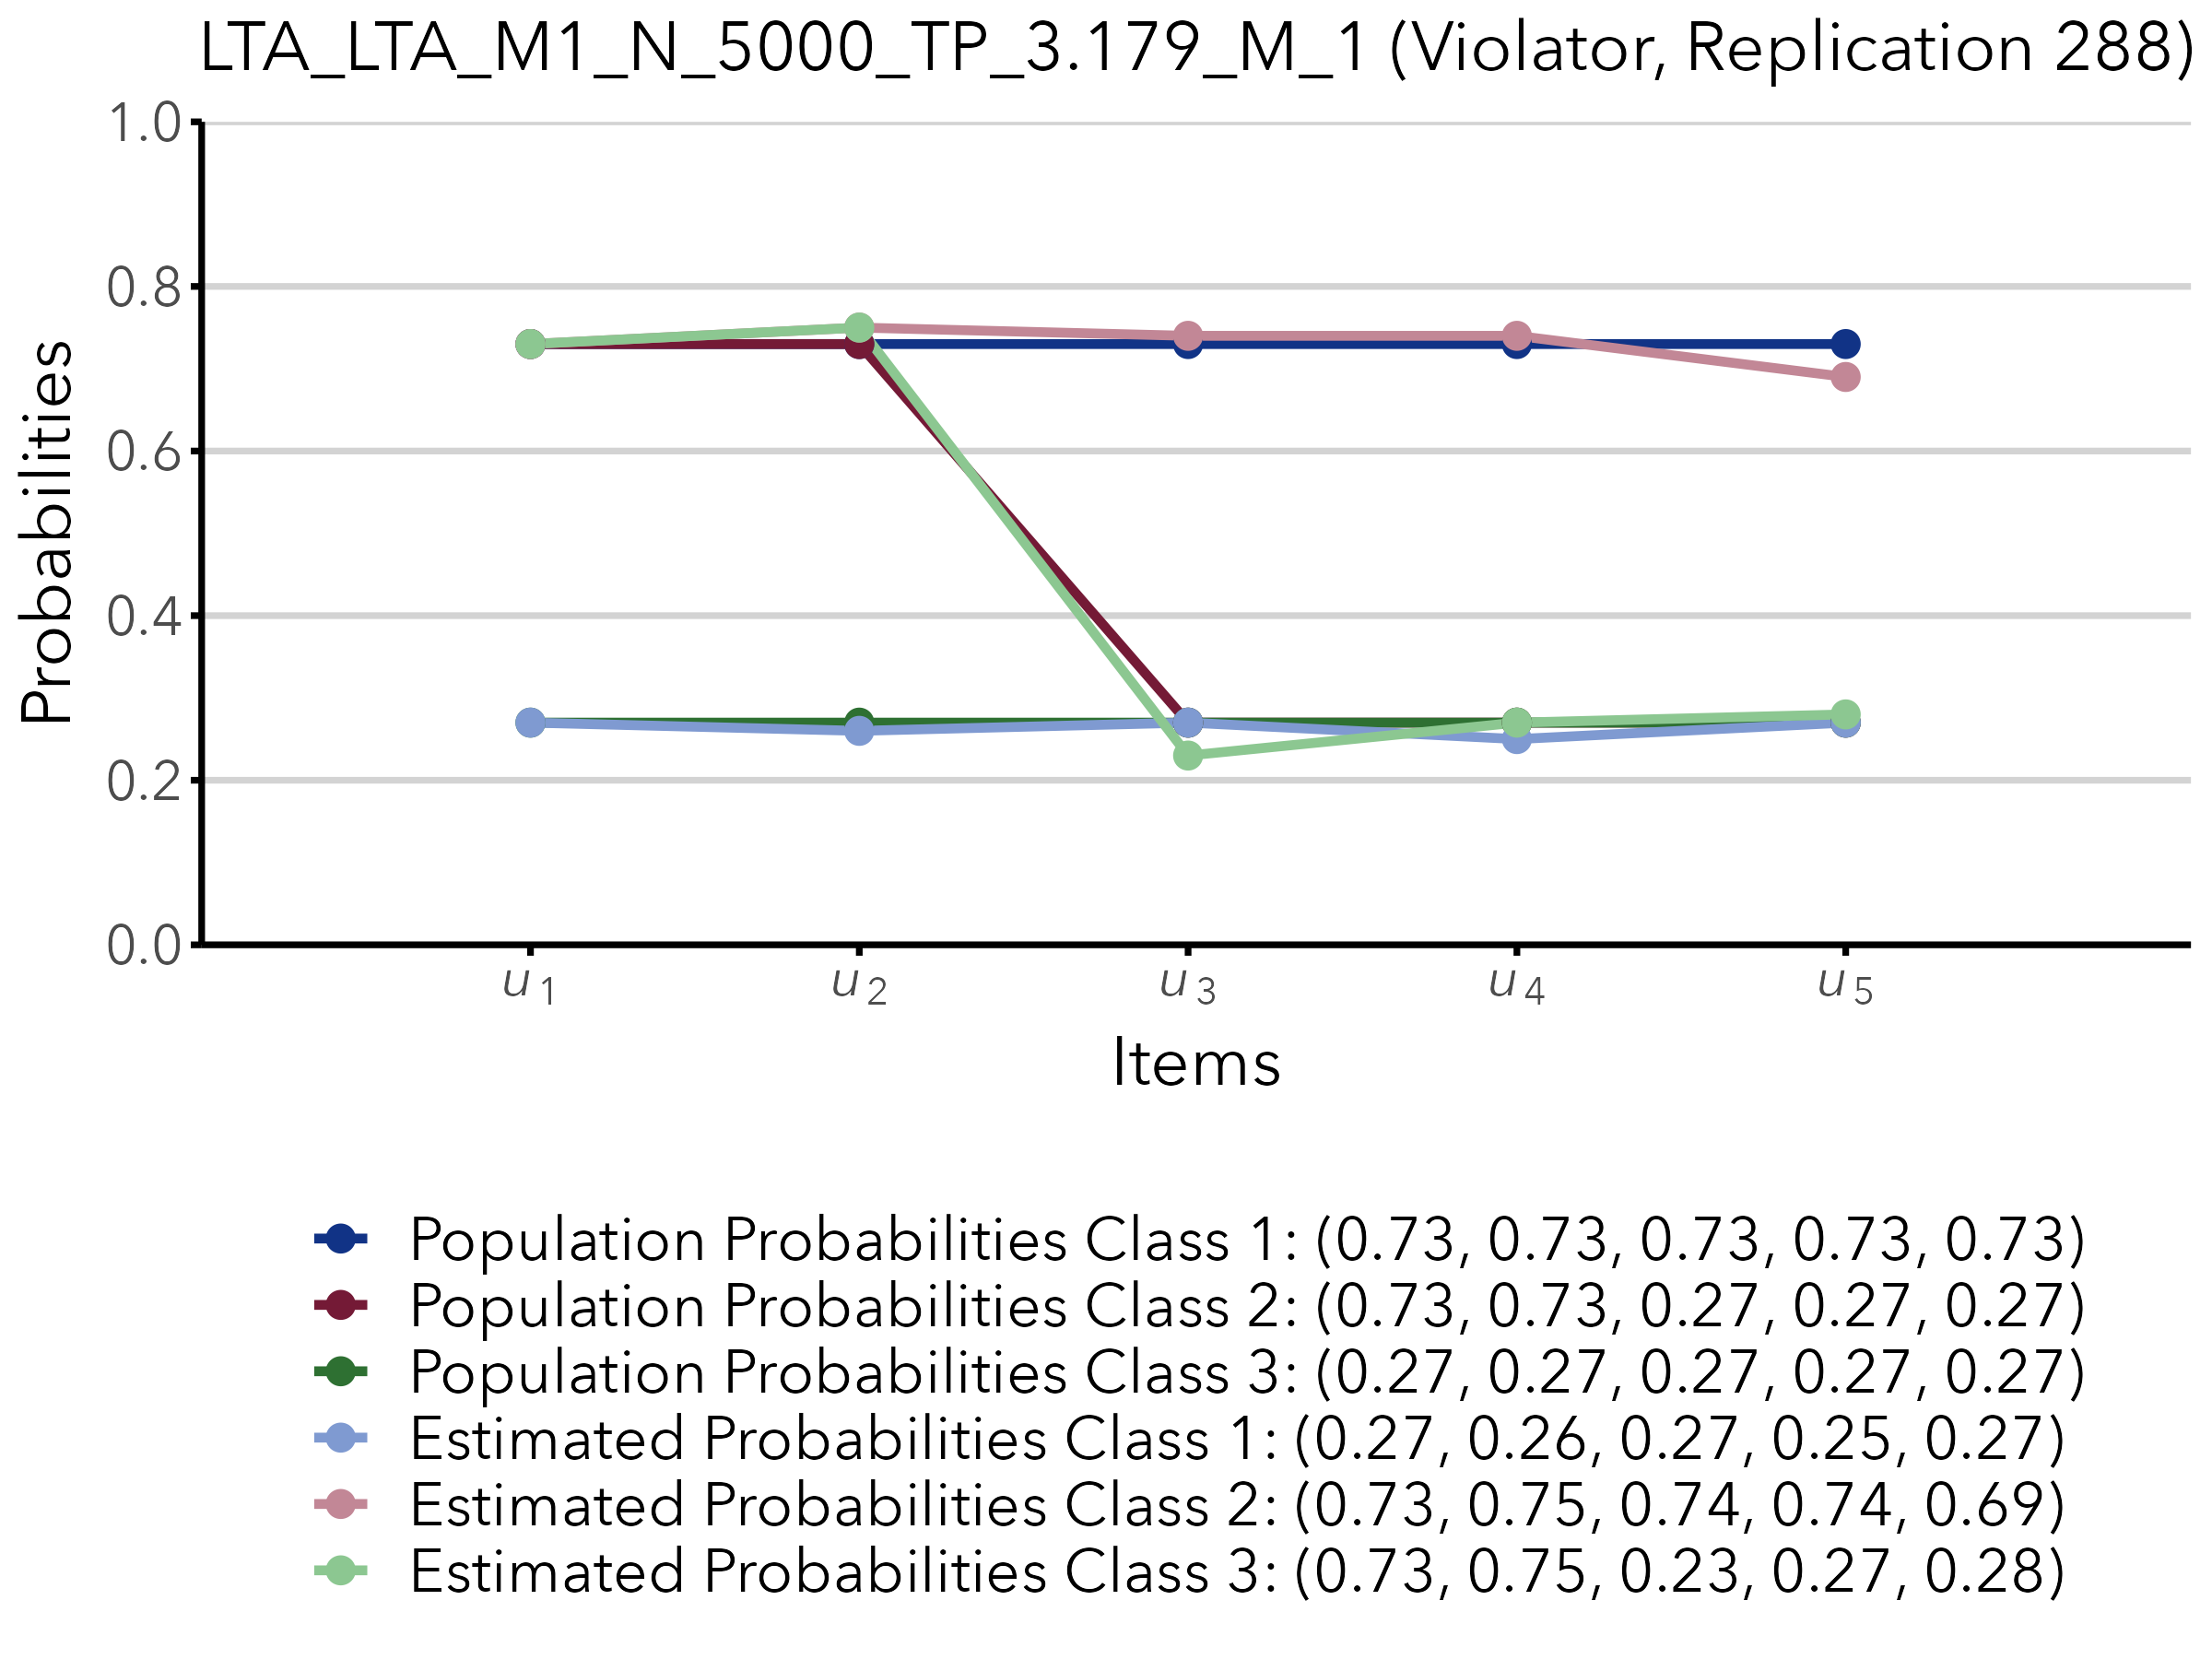 LTA_LTA_M1_N_5000_TP_3.179_M_1 (Violator, Replication 288)
1.0
0.8
0.6
0.4
0.2
0.0
Probabilities
u1 u2 u3 u4 u5
Items
Population Probabilities Class 1: (0.73, 0.73, 0.73, 0.73, 0.73)
Population Probabilities Class 2: (0.73, 0.73, 0.27, 0.27, 0.27)
Population Probabilities Class 3: (0.27, 0.27, 0.27, 0.27, 0.27)
Estimated Probabilities Class 1: (0.27, 0.26, 0.27, 0.25, 0.27)
Estimated Probabilities Class 2: (0.73, 0.75, 0.74, 0.74, 0.69)
Estimated Probabilities Class 3: (0.73, 0.75, 0.23, 0.27, 0.28)